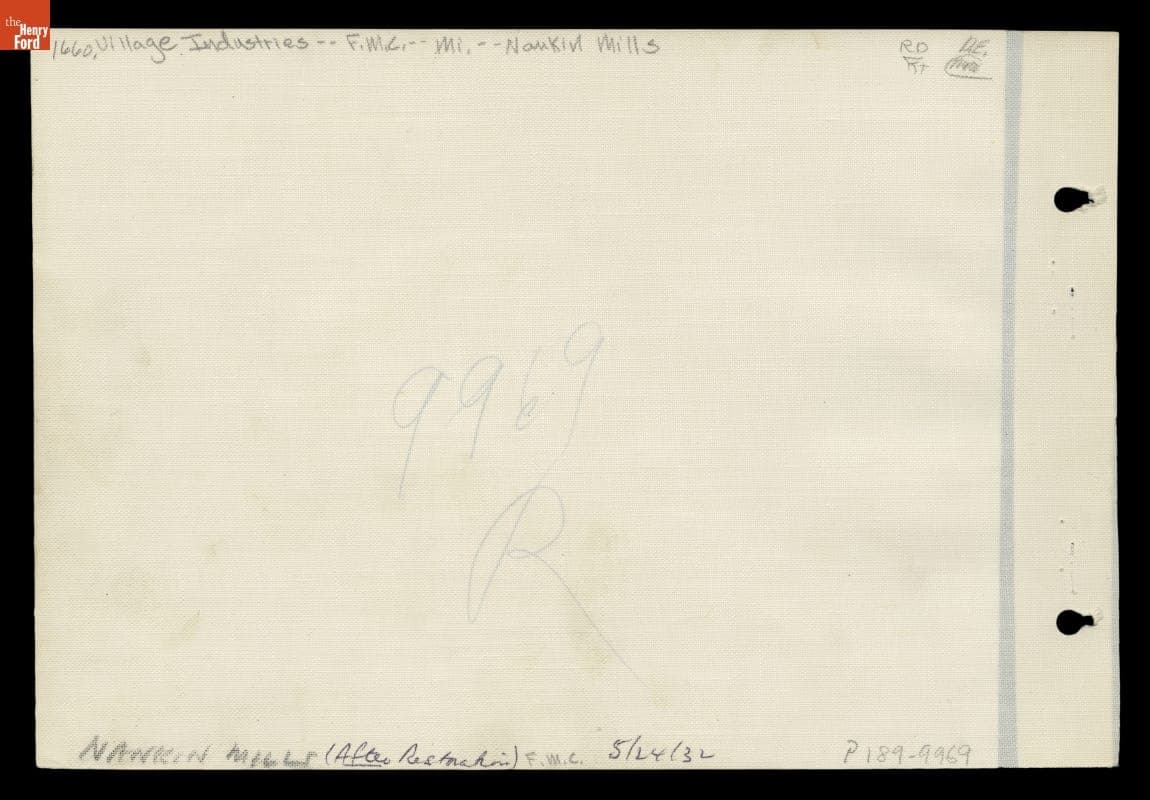 the
Henry
Ford
1660, Village Industries -- F.M.C. -- Mi. -- Nankin Mills
RD
9969
R
NANKIN MILLS (After Restoration) F.M.C. 5/24/32
P189-9969